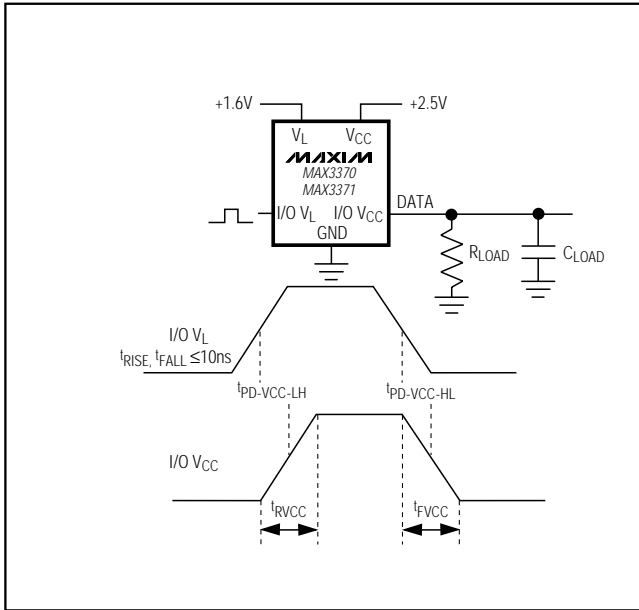 +1.6V +2.5V
VL VCC
MAXIM
MAX3370
MAX3371
DATA
I/O VL I/O VCC
GND
RLOAD CLOAD
I/O VL
tRISE, tFALL ≤10ns
tPD-VCC-LH tPD-VCC-HL
I/O VCC
tRVCC tFVCC